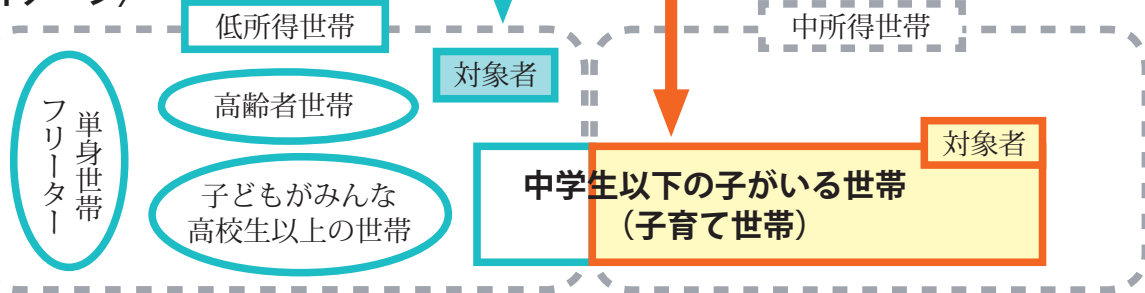 低所得世帯
中所得世帯
対象者
単身世帯
フリーター
高齢者世帯
子どもがみんな
高校生以上の世帯
対象者
中学生以下の子がいる世帯
(子育て世帯)